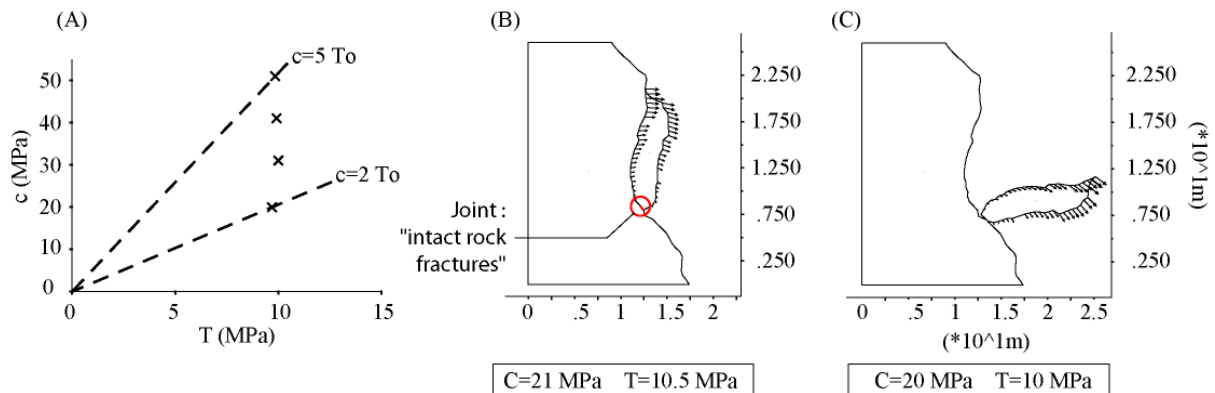 (A)
c=5 To
c=2 To
c (MPa)
50
40
30
20
10
0
0 5 10 15
T (MPa)
(B)
2.250
1.750
1.250
.750
.250
Joint :
"intact rock
fractures"
0 .5 1 1 2
C=21 MPa T=10.5 MPa
(C)
2.250
1.750
1.250
.750
.250
(*10^1m)
0 .5 1 1.5 2 2.5
(*10^1m)
C=20 MPa T=10 MPa